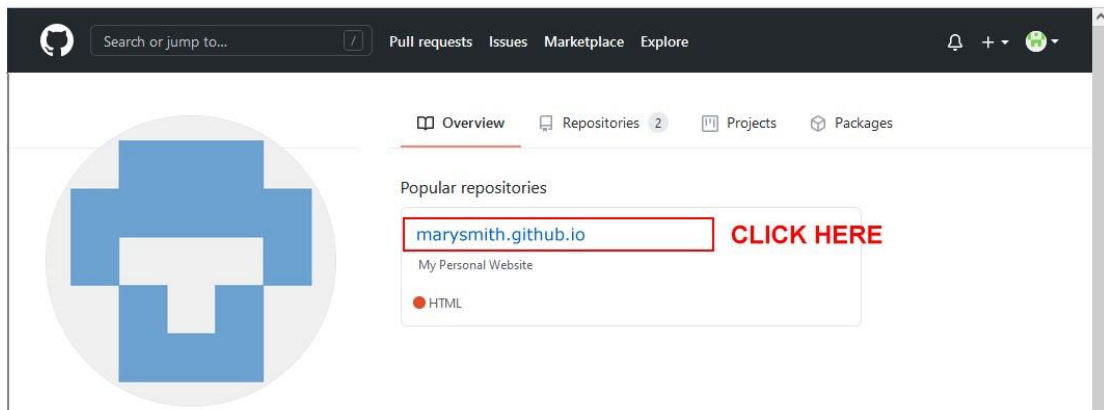 Search or jump to... / Pull requests Issues Marketplace Explore
Overview Repositories 2 Projects Packages
Popular repositories
marysmith.github.io CLICK HERE
My Personal Website
HTML